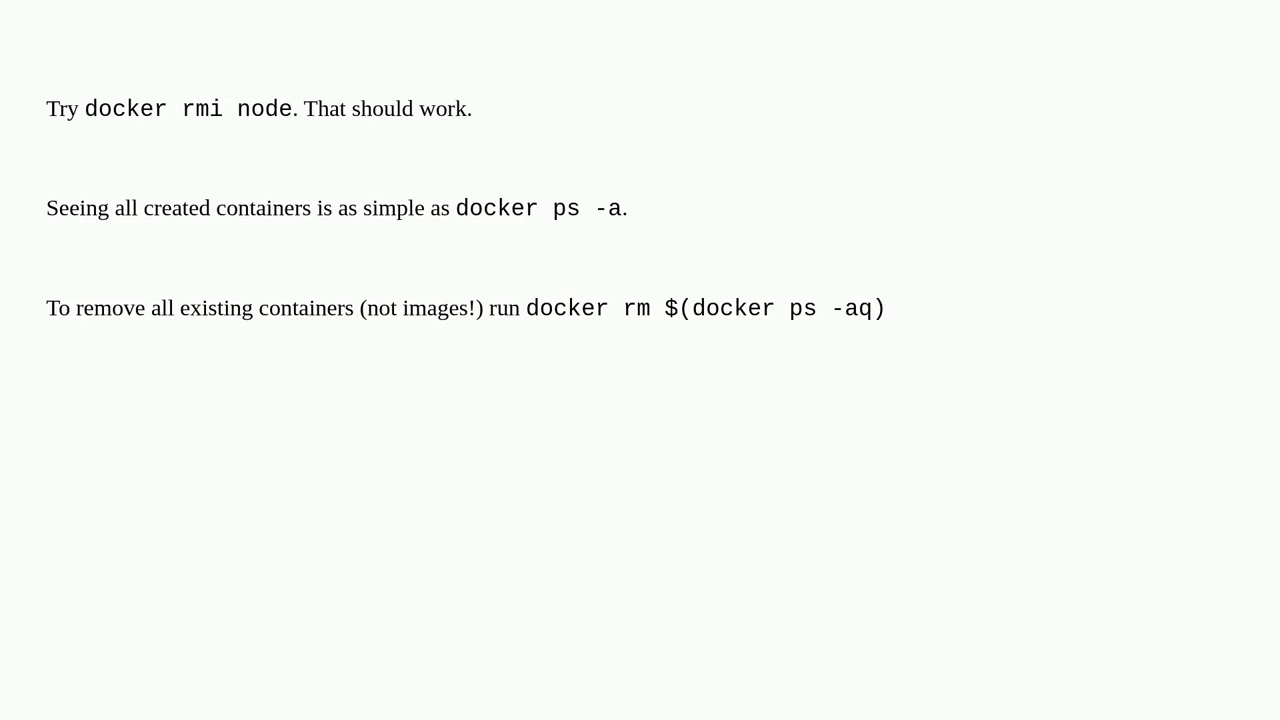 Try docker rmi node. That should work.
Seeing all created containers is as simple as docker ps -a.
To remove all existing containers (not images!) run docker rm $(docker ps -aq)